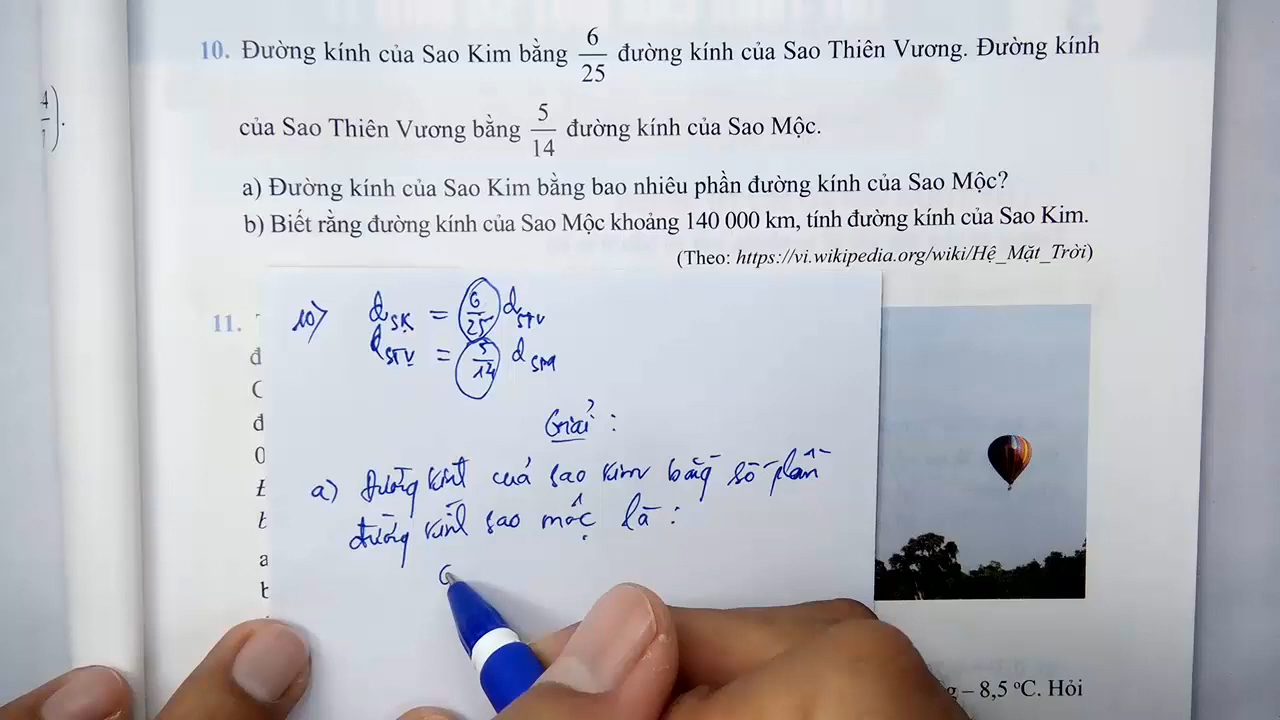 4
1).
10. Đường kính của Sao Kim bằng 6/25 đường kính của Sao Thiên Vương. Đường kính
của Sao Thiên Vương bằng 5/14 đường kính của Sao Mộc.
a) Đường kính của Sao Kim bằng bao nhiêu phần đường kính của Sao Mộc?
b) Biết rằng đường kính của Sao Mộc khoảng 140 000 km, tính đường kính của Sao Kim.
(Theo: https://vi.wikipedia.org/wiki/Hệ_Mặt_Trời)
11.
đ
C
đ
0
a
b
10) d SK = 6/25 d STV
d STV = 5/14 d SM
Giải:
a) Đường kính của sao kim bằng số phần
đường kính sao mộc là:
6
– 8,5 °C. Hỏi